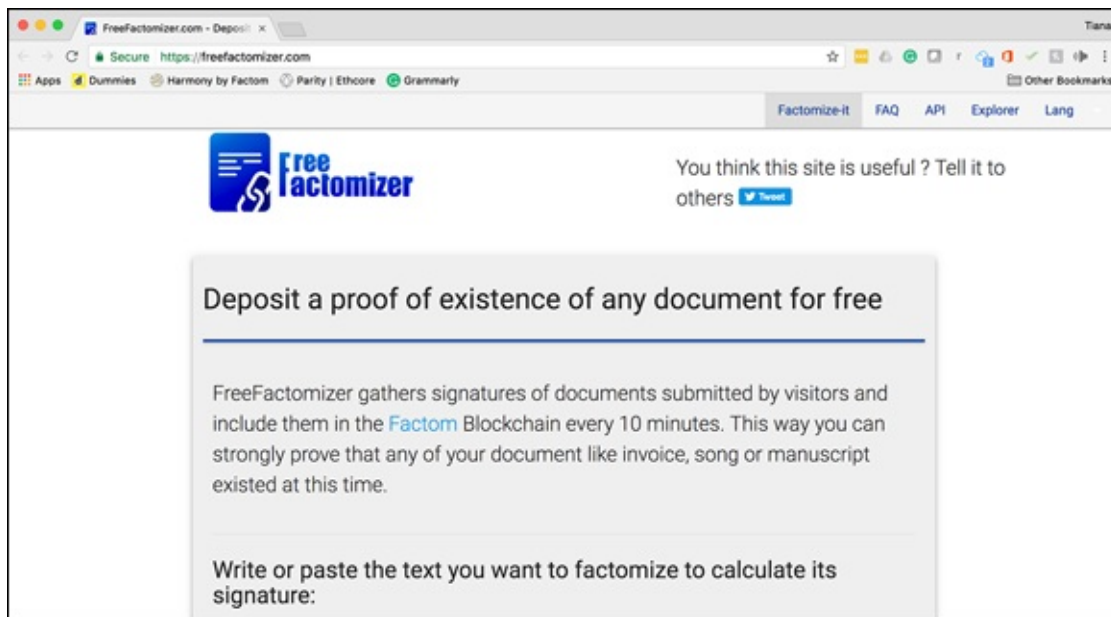 FreeFactomizer.com - Deposi
Tiana
Secure https://freefactomizer.com
Apps Dummies Harmony by Factom Parity | Ethcore Grammarly Other Bookmarks
Factomize-it FAQ API Explorer Lang
Free
Factomizer
You think this site is useful ? Tell it to
others Tweet
Deposit a proof of existence of any document for free
FreeFactomizer gathers signatures of documents submitted by visitors and
include them in the Factom Blockchain every 10 minutes. This way you can
strongly prove that any of your document like invoice, song or manuscript
existed at this time.
Write or paste the text you want to factomize to calculate its
signature: